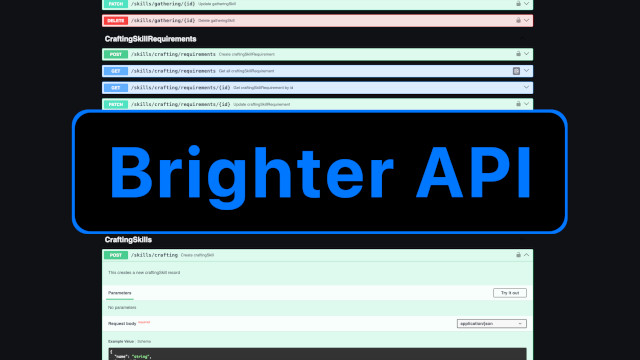 PATCH /skills/gathering/{id} Update gatheringSkill
DELETE /skills/gathering/{id} Delete gatheringSkill
CraftingSkillRequirements
POST /skills/crafting/requirements Create craftingSkillRequirement
GET /skills/crafting/requirements Get all craftingSkillRequirement
GET /skills/crafting/requirements/{id} Get craftingSkillRequirement by id
PATCH /skills/crafting/requirements/{id} Update craftingSkillRequirement
Brighter API
CraftingSkills
POST /skills/crafting Create craftingSkill
This creates a new craftingSkill record
Parameters Try it out
No parameters
Request body required application/json
Example Value Schema
{
"name": "string",